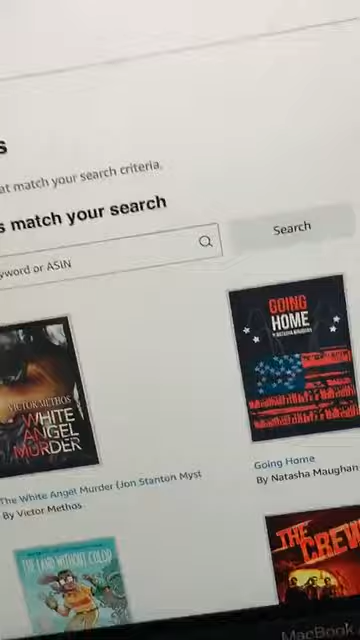 s
at match your search criteria.
s match your search
yword or ASIN
Search
VICTOR METHOS
WHITE
ANGEL
MURDER
GOING
HOME
The White Angel Murder (Jon Stanton Myst
By Victor Methos
Going Home
By Natasha Maughan
THE LAND WITHOUT COLOR
THE CREW
MacBook